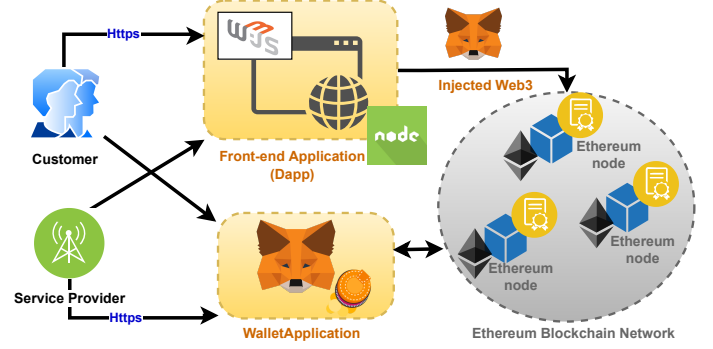 Https
W3JS
Injected Web3
node
Customer
Front-end Application
(Dapp)
Ethereum
node
Ethereum
node
Ethereum
node
Service Provider
Https
WalletApplication
Ethereum Blockchain Network